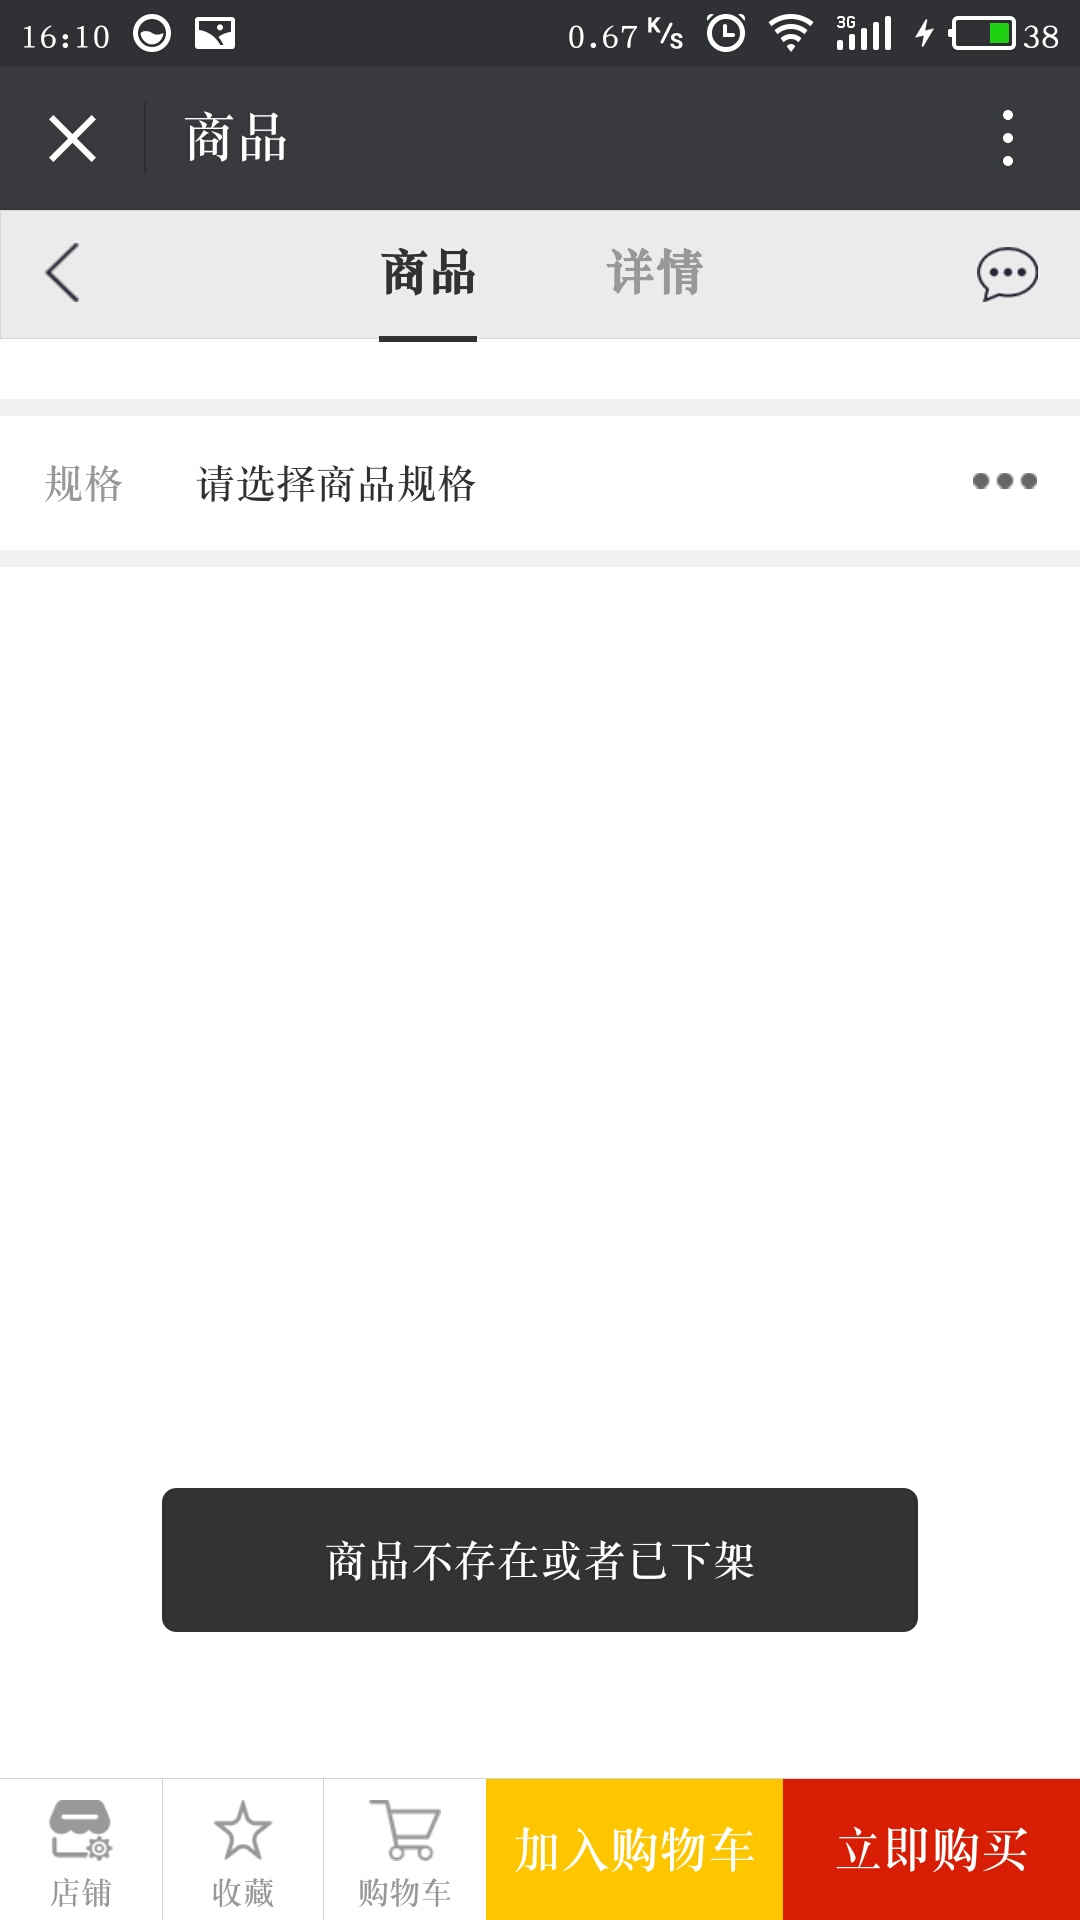 16:10 0.67 K/s 3G 38
商品
商品 详情
规格 请选择商品规格
商品不存在或者已下架
店铺 收藏 购物车 加入购物车 立即购买